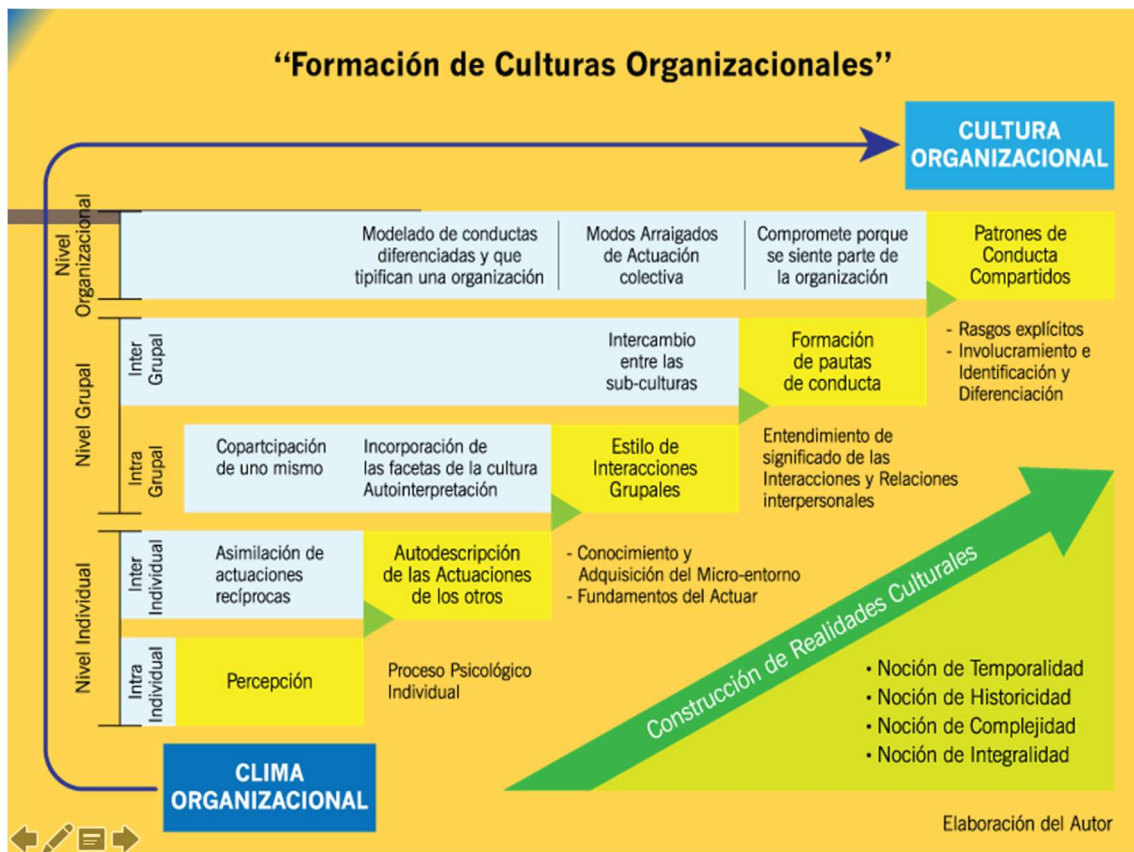 “Formación de Culturas Organizacionales”
CULTURA
ORGANIZACIONAL
Nivel
Organizacional
Modelado de conductas
diferenciadas y que
tipifican una organización
Modos Arraigados
de Actuación
colectiva
Compromete porque
se siente parte de
la organización
Patrones de
Conducta
Compartidos
Nivel Grupal
Inter
Grupal
Intercambio
entre las
sub-culturas
Formación
de pautas
de conducta
- Rasgos explícitos
- Involucramiento e
Identificación y
Diferenciación
Intra
Grupal
Copartcipación
de uno mismo
Incorporación de
las facetas de la cultura
Autointerpretación
Estilo de
Interacciones
Grupales
Entendimiento de
significado de las
Interacciones y Relaciones
interpersonales
Nivel Individual
Inter
Individual
Asimilación de
actuaciones
recíprocas
Autodescripción
de las Actuaciones
de los otros
- Conocimiento y
Adquisición del Micro-entorno
- Fundamentos del Actuar
Intra
Individual
Percepción
Proceso Psicológico
Individual
Construcción de Realidades Culturales
• Noción de Temporalidad
• Noción de Historicidad
• Noción de Complejidad
• Noción de Integralidad
CLIMA
ORGANIZACIONAL
Elaboración del Autor